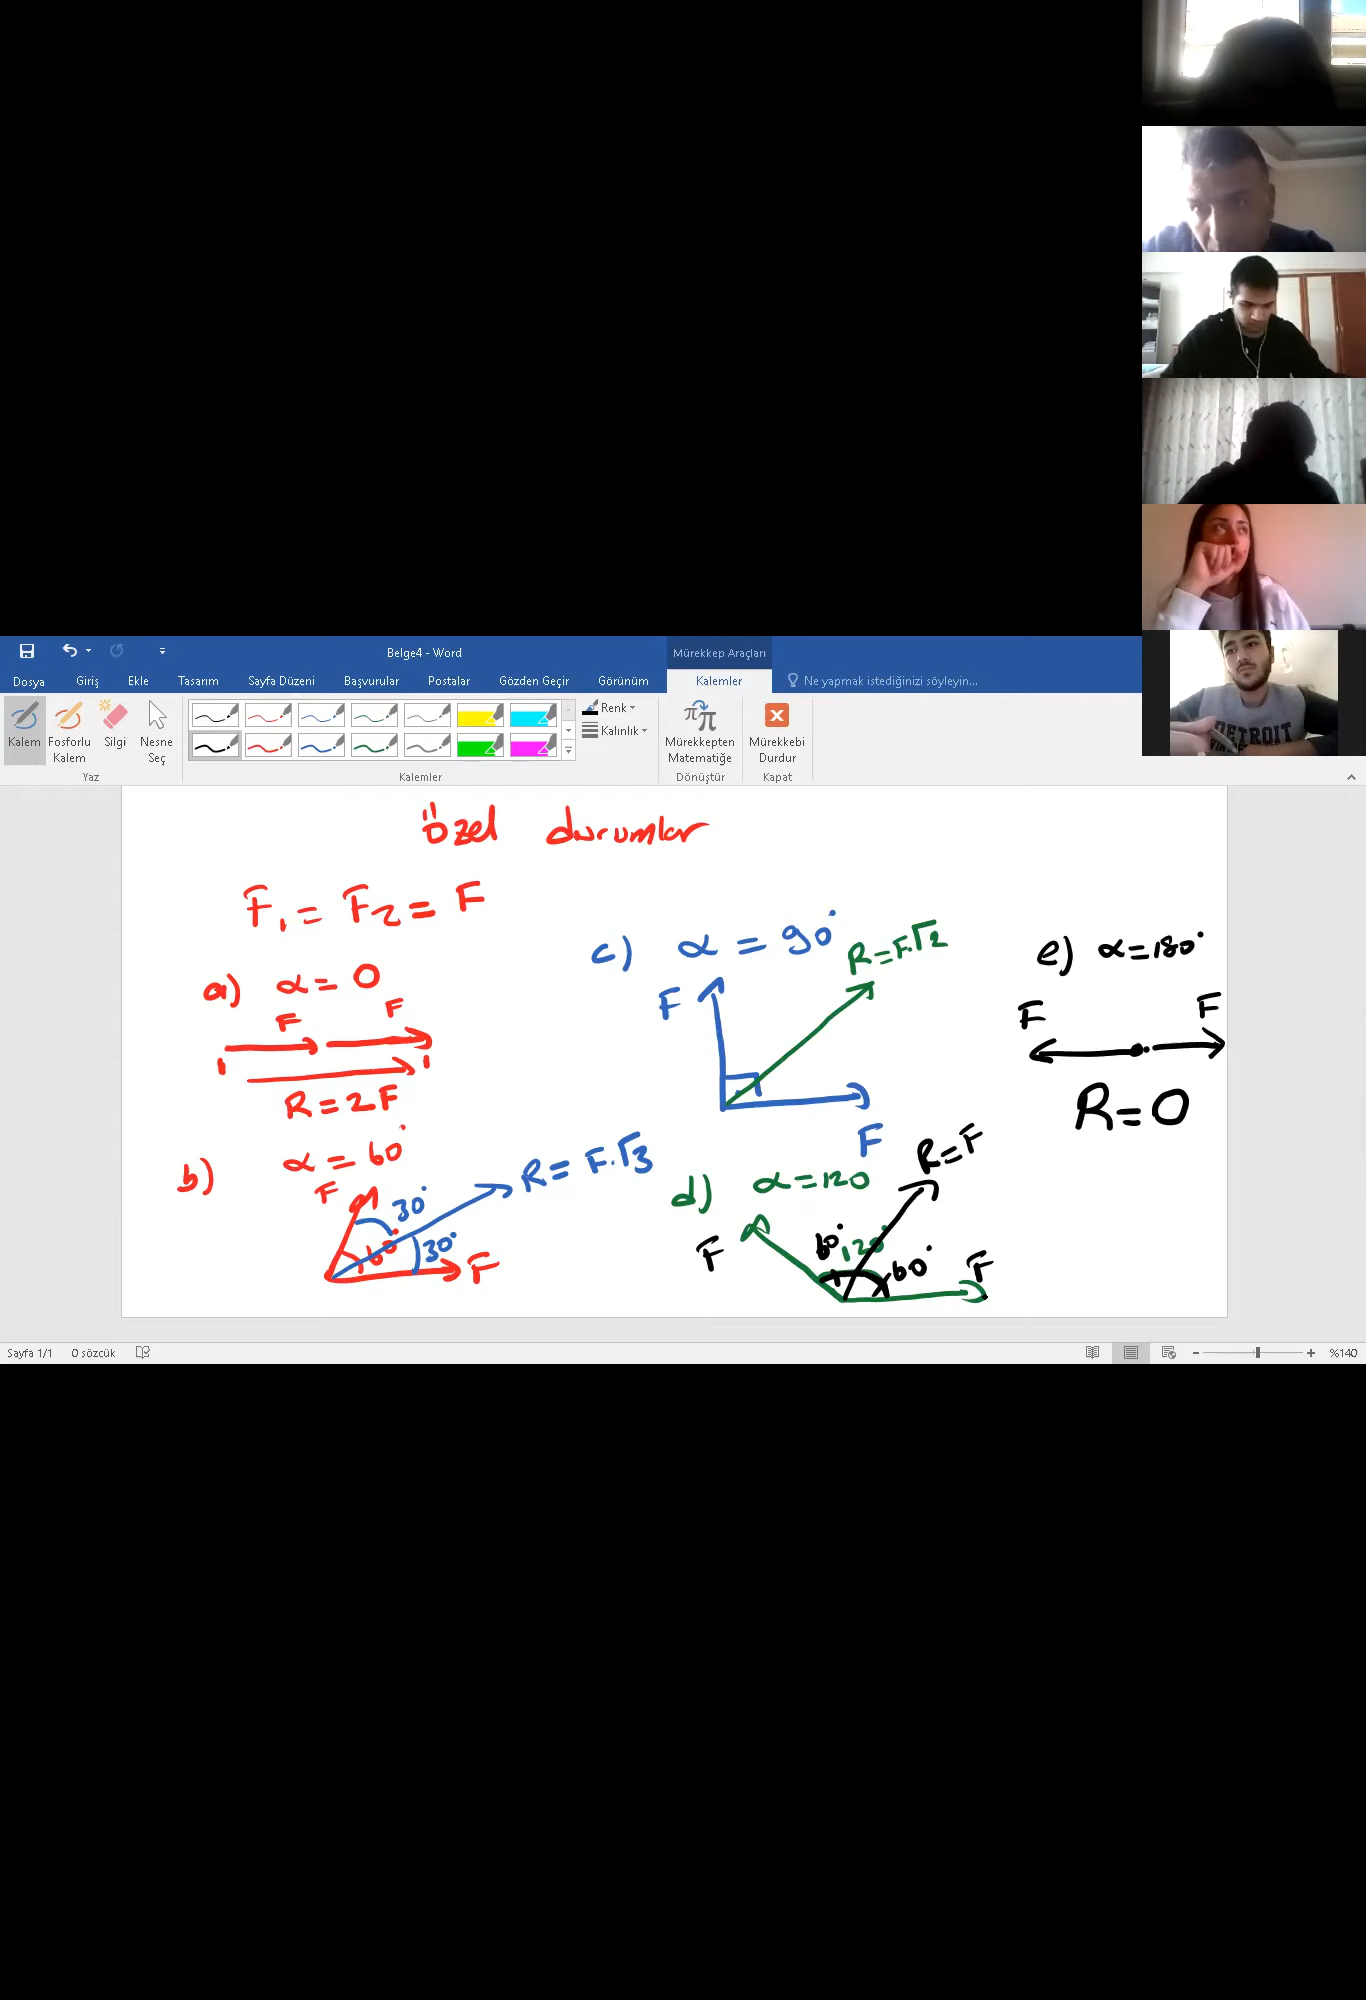 Belge4 - Word
Mürekkep Araçları
Dosya Giriş Ekle Tasarım Sayfa Düzeni Başvurular Postalar Gözden Geçir Görünüm Kalemler Ne yapmak istediğinizi söyleyin...
Kalem
Fosforlu Kalem
Silgi
Nesne Seç
Yaz
Kalemler
Renk
Kalınlık
Mürekkepten Matematiğe
Dönüştür
Mürekkebi Durdur
Kapat
DETROIT
özel durumlar
F₁ = F₂ = F
a) α = 0
F F
R = 2F
b) α = 60°
F
30°
60°
30°
F
R = F.√3
c) α = 90°
F
R = F.√2
F
d) α = 120
F
60°
120°
60°
F
R = F
e) α = 180°
F F
R = 0
Sayfa 1/1 0 sözcük
%140